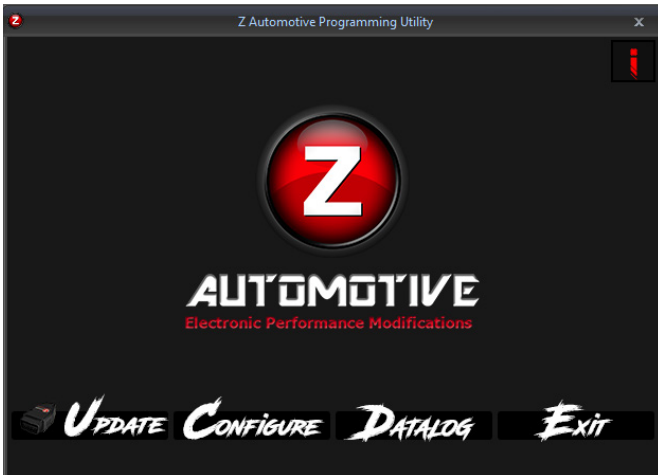 Z
Z Automotive Programming Utility
X
i
Z
AUTOMOTIVE
Electronic Performance Modifications
UPDATE CONFIGURE DATALOG EXIT